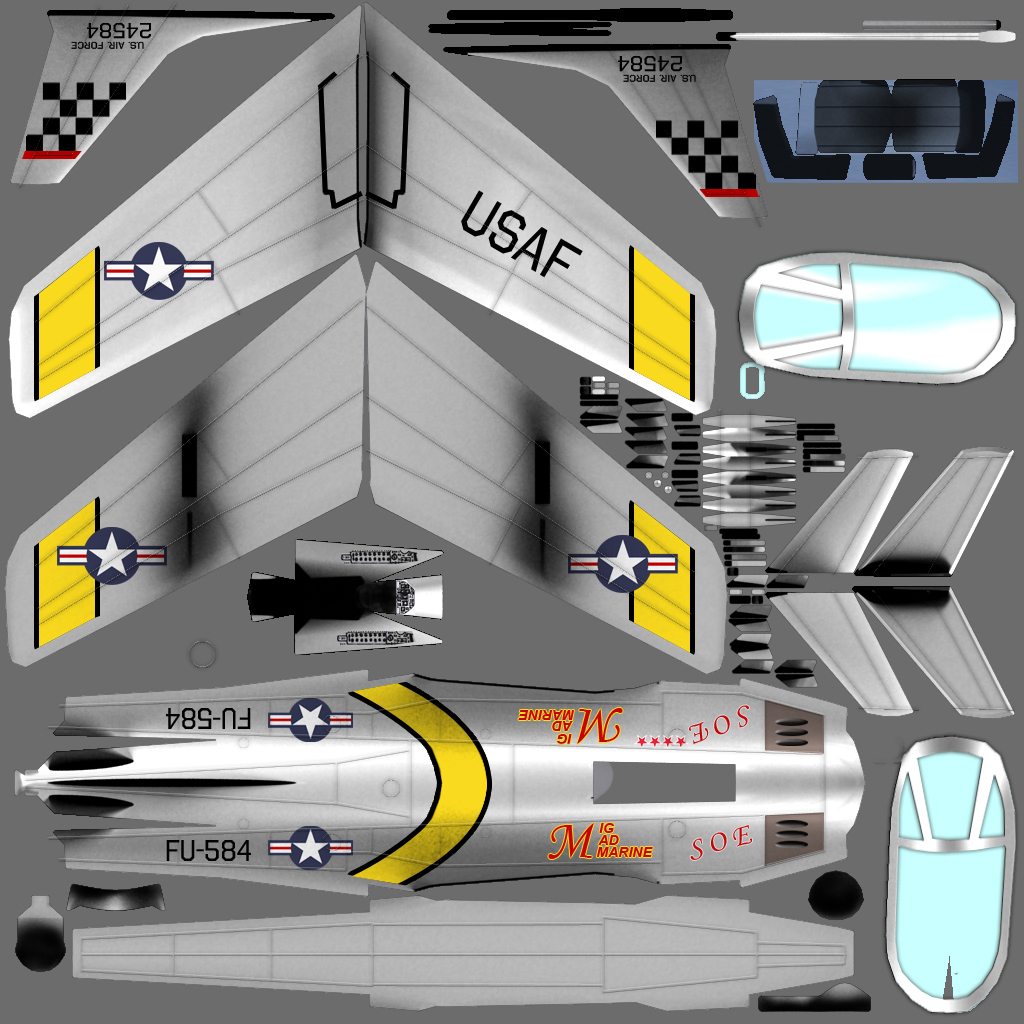 24584
U.S. AIR FORCE
24584
U.S. AIR FORCE
USAF
FU-584
MIG
MAD
MARINE
SOE
FU-584
MIG
MAD
MARINE
SOE